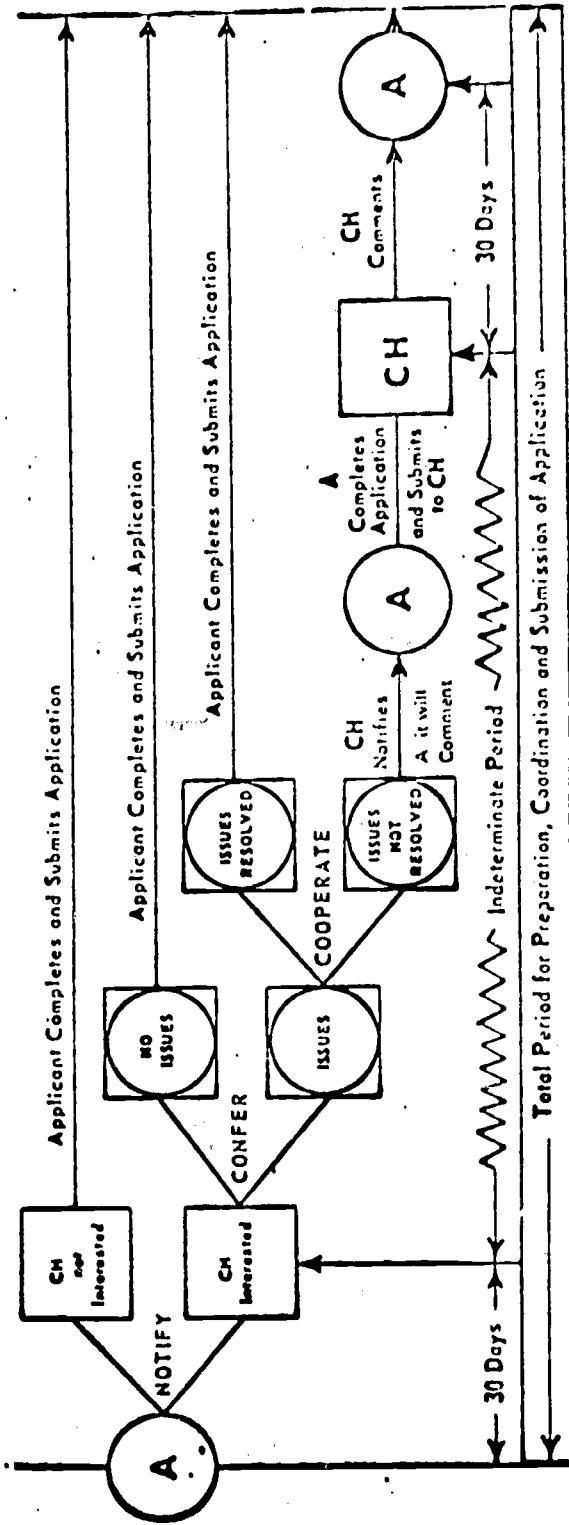 A
NOTIFY
CH
not
Interested
CH
Interested
CONFER
NO
ISSUES
ISSUES
COOPERATE
ISSUES
RESOLVED
ISSUES
NOT
RESOLVED
Applicant Completes and Submits Application
Applicant Completes and Submits Application
Applicant Completes and Submits Application
CH
Notifies
A it will
Comment
A
A
Completes
Application
and Submits
to CH
CH
CH
Comments
A
30 Days
Indeterminate Period
30 Days
Total Period for Preparation, Coordination and Submission of Application